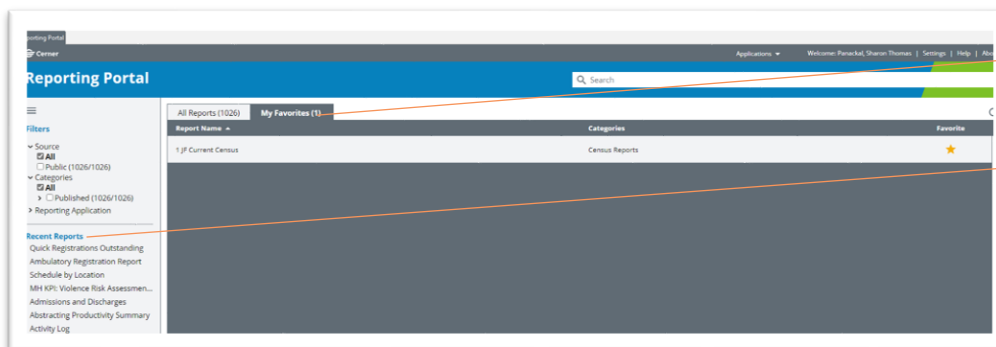 orting Portal
Cerner
Applications
Welcome: Panackal, Sharon Thomas | Settings | Help | Abo
Reporting Portal
Search
All Reports (1026)
My Favorites (1)
Filters
Report Name
Categories
Favorite
Source
All
Public (1026/1026)
Categories
All
Published (1026/1026)
Reporting Application
1 JF Current Census
Census Reports
Recent Reports
Quick Registrations Outstanding
Ambulatory Registration Report
Schedule by Location
MH KPI: Violence Risk Assessmen...
Admissions and Discharges
Abstracting Productivity Summary
Activity Log